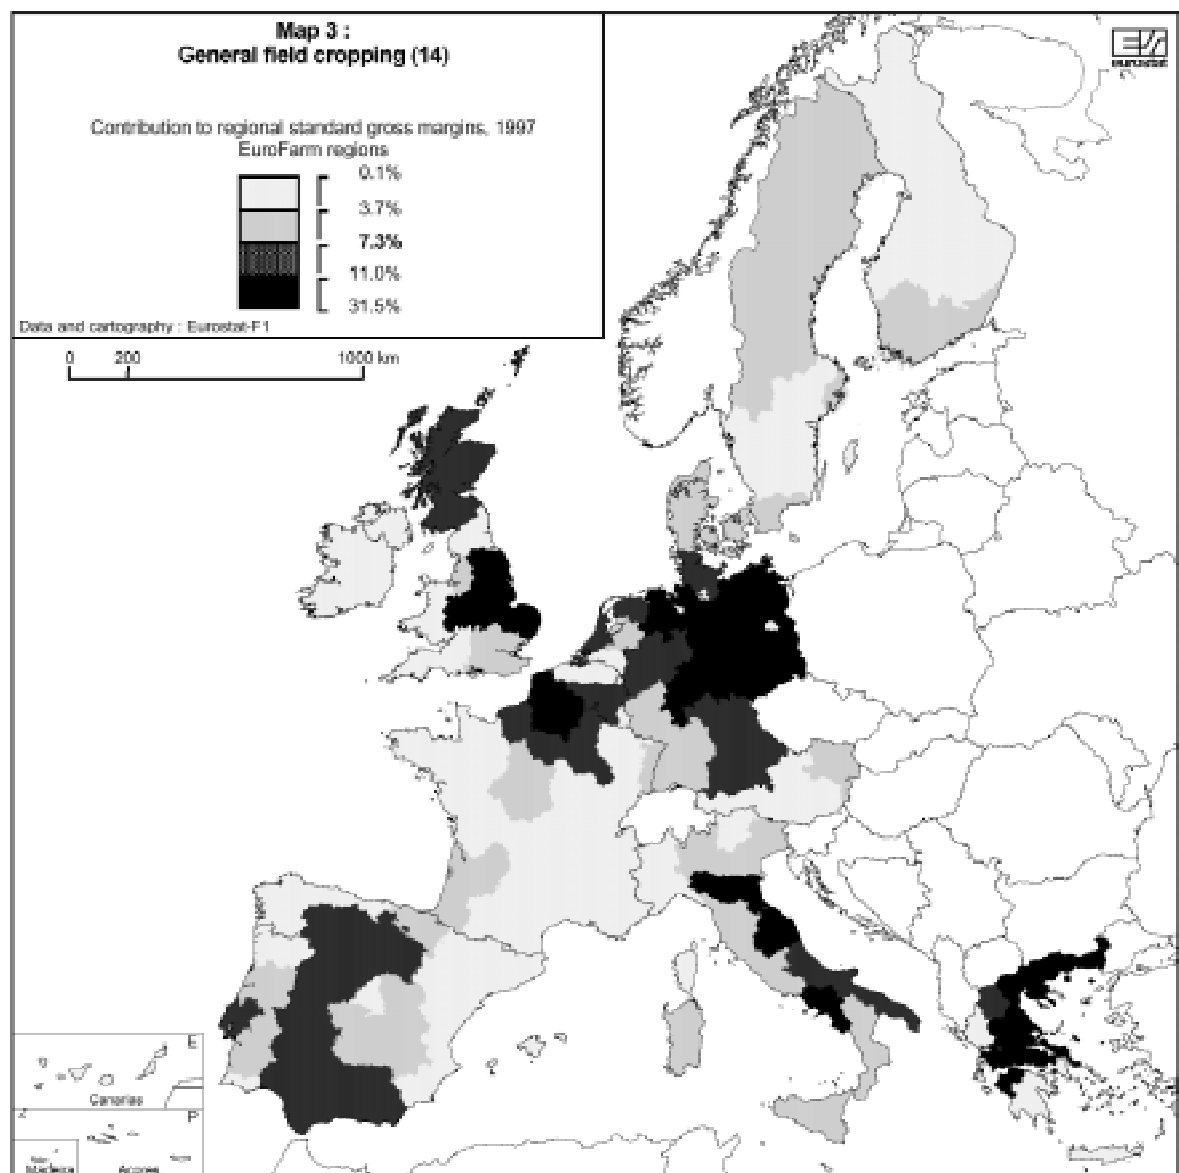 Map 3 :
General field cropping (14)
Contribution to regional standard gross margins, 1997
EuroFarm regions
0.1%
3.7%
7.3%
11.0%
31.5%
Data and cartography : Eurostat-F1
eurostat
0 200 1000 km
E
Canarias
P
Madeira
Acores